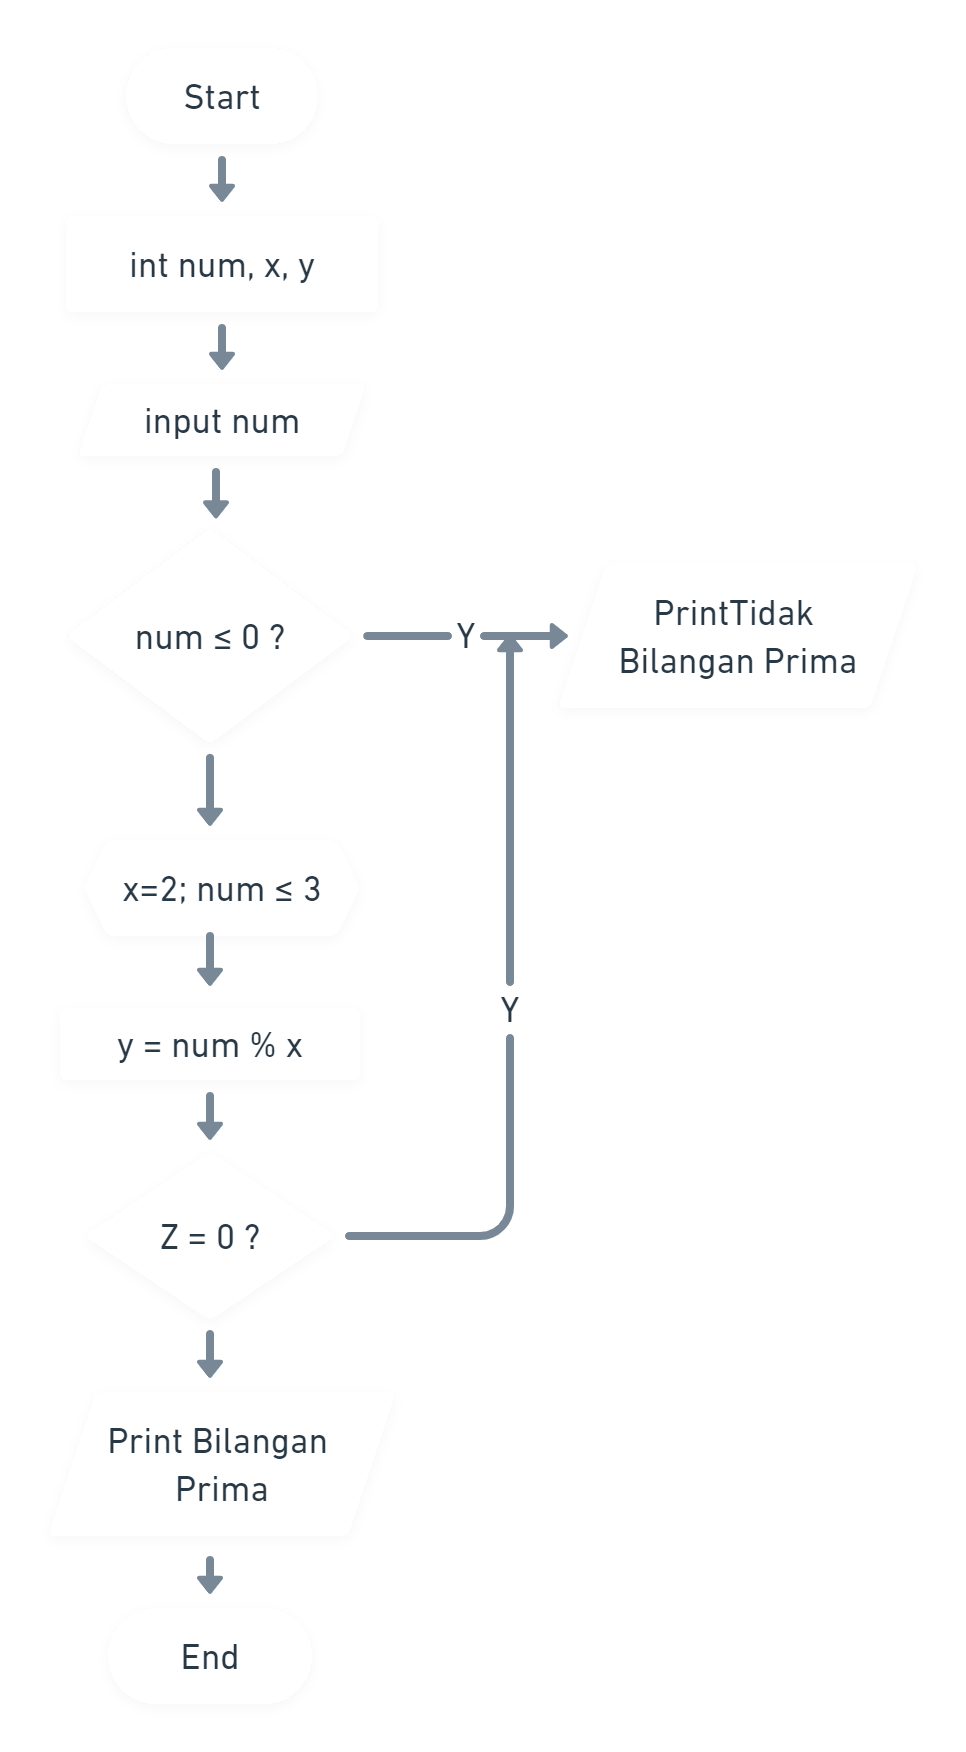 Start
int num, x, y
input num
num ≤ 0 ?
Y
PrintTidak
Bilangan Prima
x=2; num ≤ 3
Y
y = num % x
Z = 0 ?
Print Bilangan
Prima
End